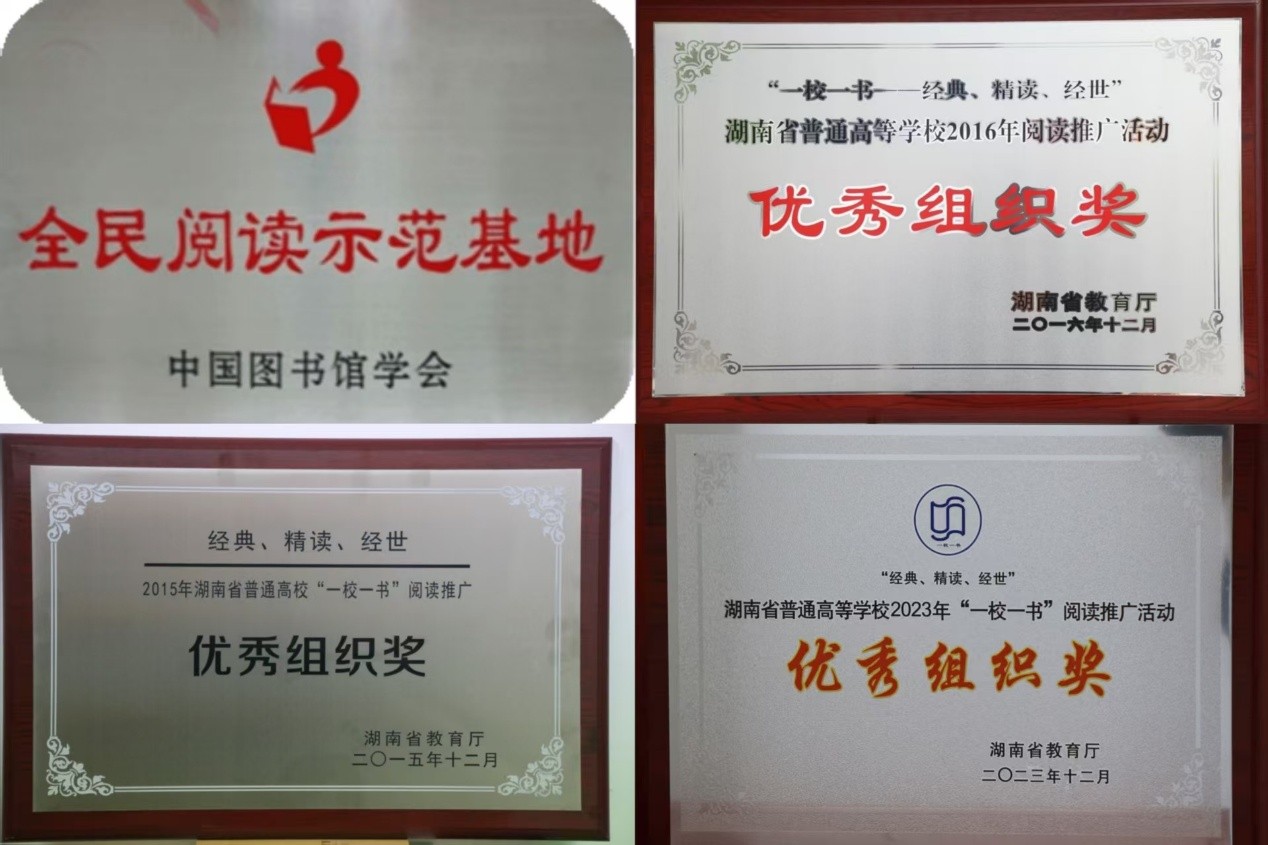 全民阅读示范基地
中国图书馆学会
“一校一书——经典、精读、经世”
湖南省普通高等学校2016年阅读推广活动
优秀组织奖
湖南省教育厅
二〇一六年十二月
经典、精读、经世
2015年湖南省普通高校“一校一书”阅读推广
优秀组织奖
湖南省教育厅
二〇一五年十二月
一校一书
“经典、精读、经世”
湖南省普通高等学校2023年“一校一书”阅读推广活动
优秀组织奖
湖南省教育厅
二〇二三年十二月